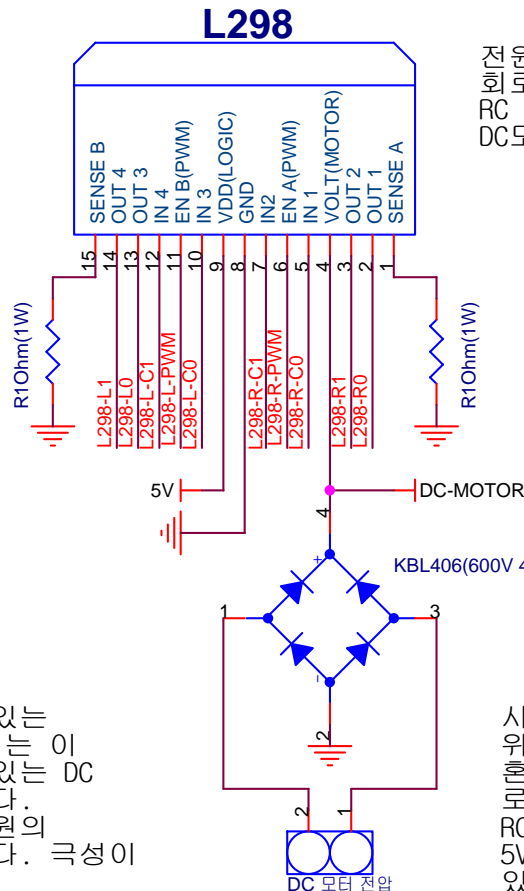 L298
전원
회로
RC
SENSE B
OUT 4
OUT 3
IN 4
EN B(PWM)
IN 3
VDD(LOGIC)
GND
IN2
EN A(PWM)
IN 1
VOLT(MOTOR)
OUT 2
OUT 1
SENSE A
15
14
13
12
11
10
9
8
7
6
5
4
3
2
1
R1Ohm(1W)
R1Ohm(1W)
L298-L1
L298-L0
L298-L-C1
L298-L-PWM
L298-L-C0
L298-R-C1
L298-R-PWM
L298-R-C0
L298-R1
L298-R0
5V
DC-MOTOR
4
+
KBL406(600V 4
1
3
-
2
있는
는 이
있는 DC
다.
원의
다. 극성이
위
혼
로
RC
5V
있
2
1
DC 모터 전압